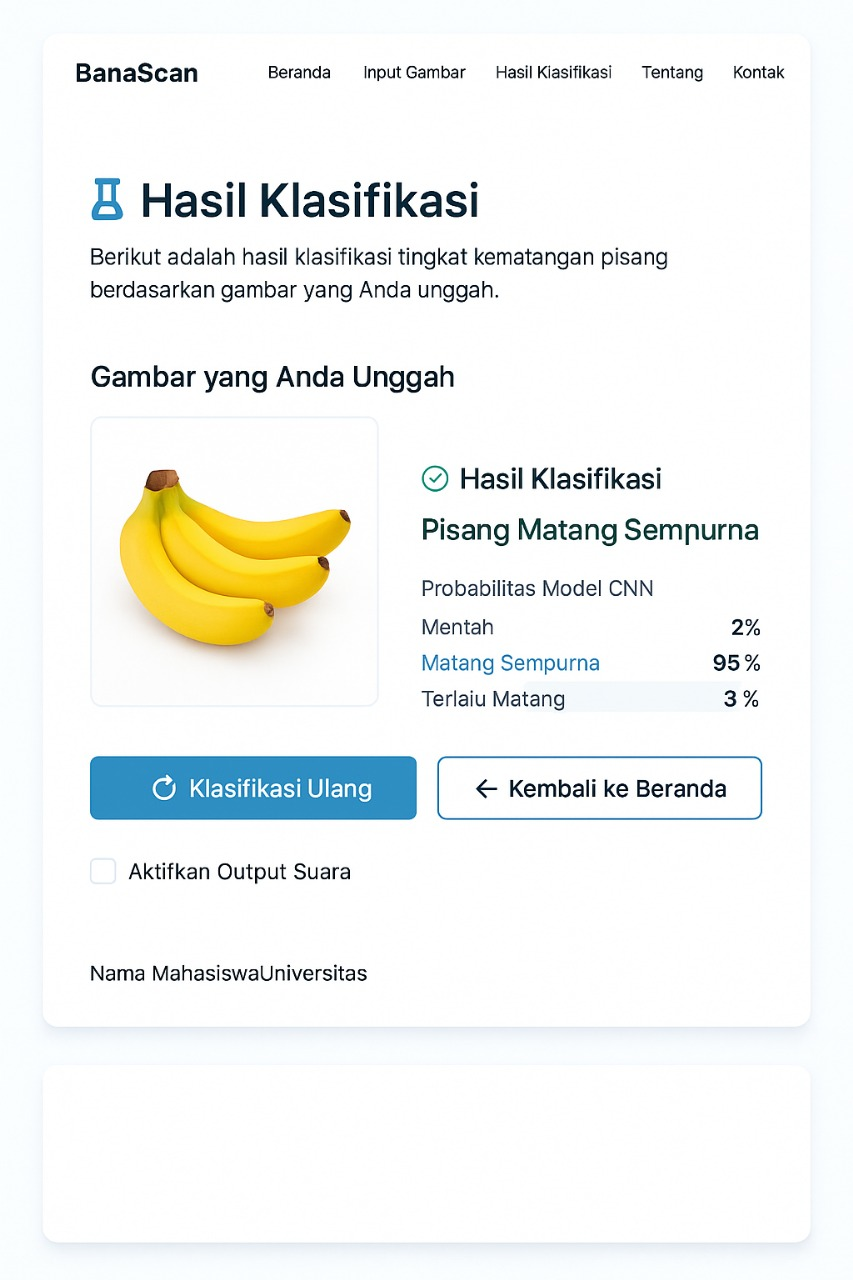 BanaScan Beranda Input Gambar Hasil Kiasifikasi Tentang Kontak
Hasil Klasifikasi
Berikut adalah hasil klasifikasi tingkat kematangan pisang
berdasarkan gambar yang Anda unggah.
Gambar yang Anda Unggah
Hasil Klasifikasi
Pisang Matang Sempurna
Probabilitas Model CNN
Mentah 2%
Matang Sempurna 95 %
Terlaiu Matang 3 %
Klasifikasi Ulang
Kembali ke Beranda
Aktifkan Output Suara
Nama MahasiswaUniversitas